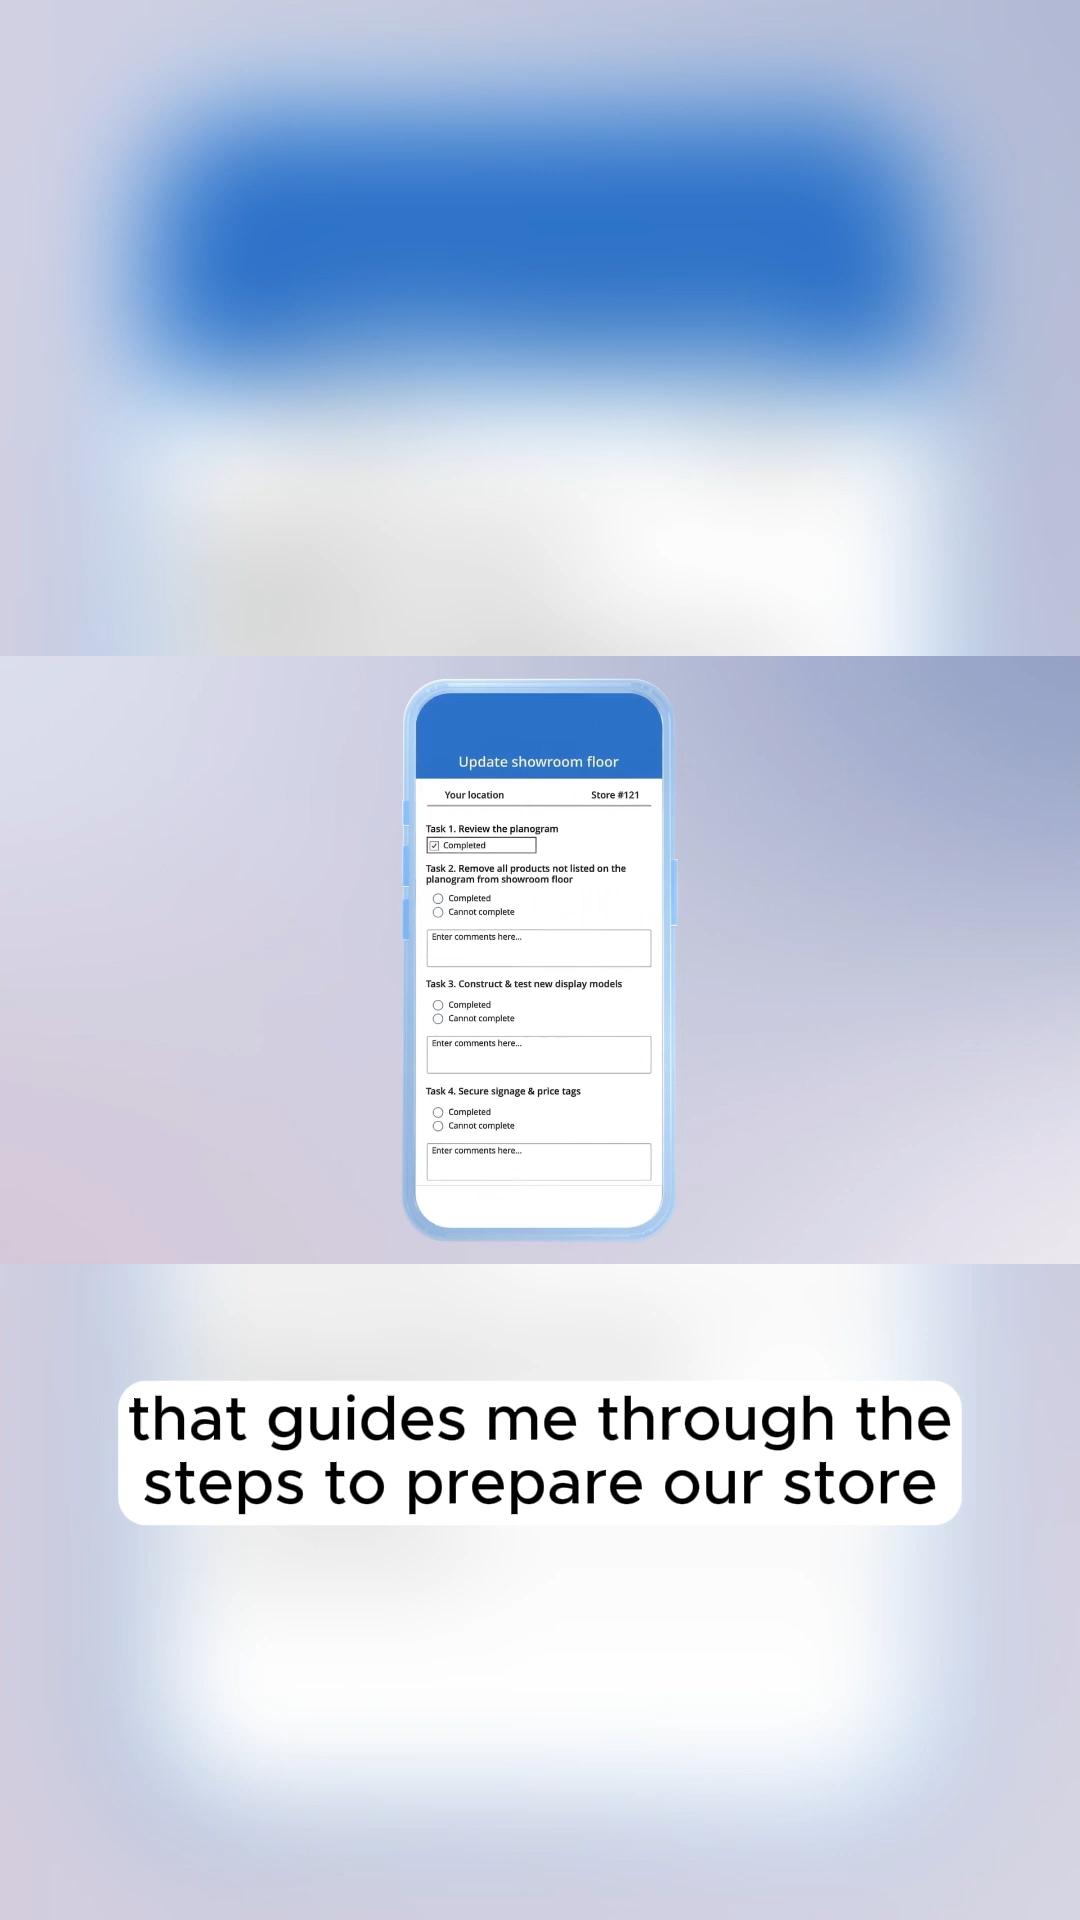 Update showroom floor
Your location Store #121
Task 1. Review the planogram
Completed
Task 2. Remove all products not listed on the
planogram from showroom floor
Completed
Cannot complete
Enter comments here...
Task 3. Construct & test new display models
Completed
Cannot complete
Enter comments here...
Task 4. Secure signage & price tags
Completed
Cannot complete
Enter comments here...
that guides me through the
steps to prepare our store